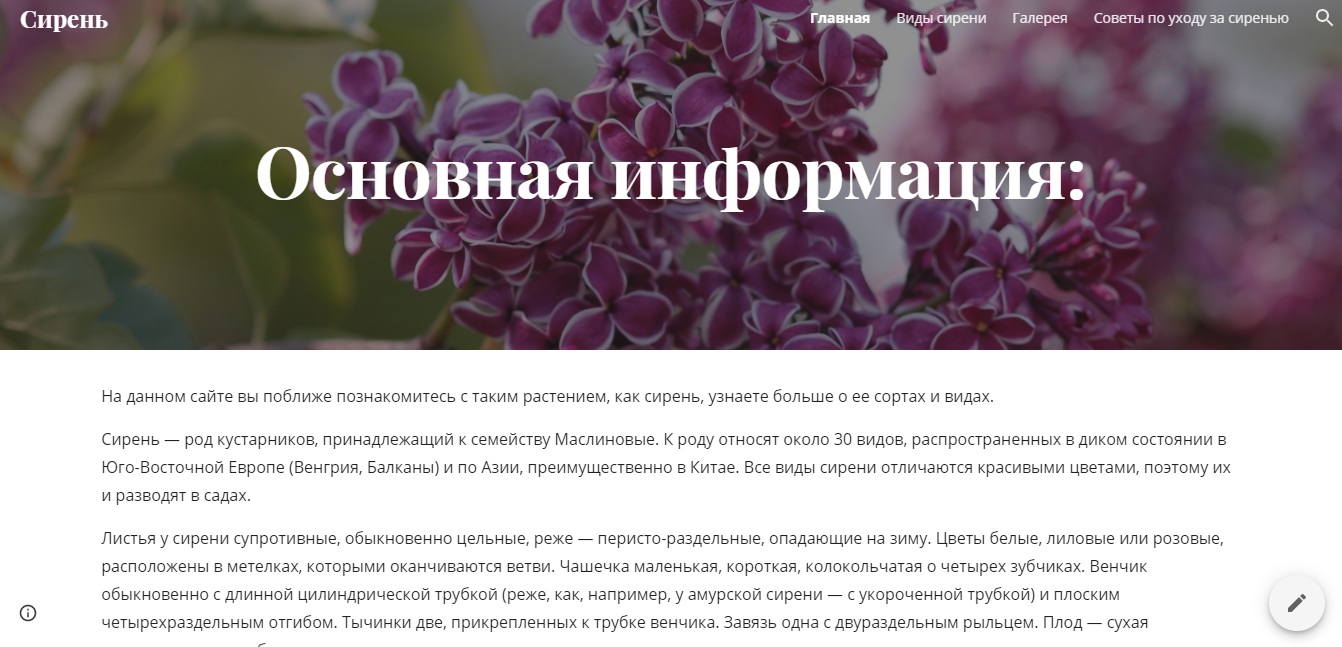 Сирень
Главная Виды сирени Галерея Советы по уходу за сиренью
Основная информация:
На данном сайте вы поближе познакомитесь с таким растением, как сирень, узнаете больше о ее сортах и видах.
Сирень — род кустарников, принадлежащий к семейству Маслиновые. К роду относят около 30 видов, распространенных в диком состоянии в
Юго-Восточной Европе (Венгрия, Балканы) и по Азии, преимущественно в Китае. Все виды сирени отличаются красивыми цветами, поэтому их
и разводят в садах.
Листья у сирени супротивные, обыкновенно цельные, реже — перисто-раздельные, опадающие на зиму. Цветы белые, лиловые или розовые,
расположены в метелках, которыми оканчиваются ветви. Чашечка маленькая, короткая, колокольчатая о четырех зубчиках. Венчик
обыкновенно с длинной цилиндрической трубкой (реже, как, например, у амурской сирени — с укороченной трубкой) и плоским
четырехраздельным отгибом. Тычинки две, прикрепленных к трубке венчика. Завязь одна с двураздельным рыльцем. Плод — сухая